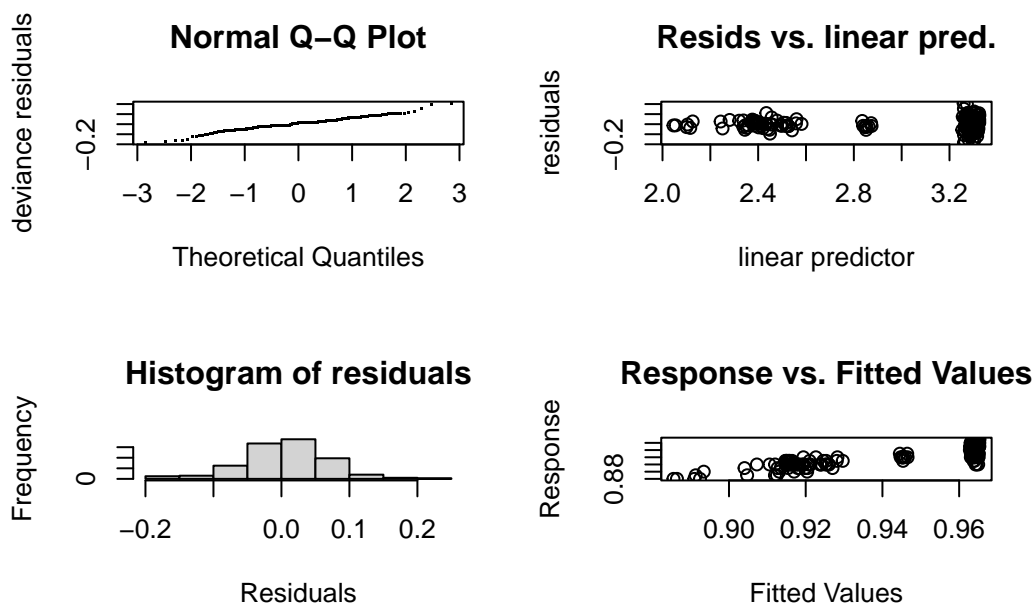 Normal Q−Q Plot
deviance residuals
−0.2
−3 −2 −1 0 1 2 3
Theoretical Quantiles
Resids vs. linear pred.
residuals
−0.2
2.0 2.4 2.8 3.2
linear predictor
Histogram of residuals
Frequency
0
−0.2 0.0 0.1 0.2
Residuals
Response vs. Fitted Values
Response
0.88
0.90 0.92 0.94 0.96
Fitted Values